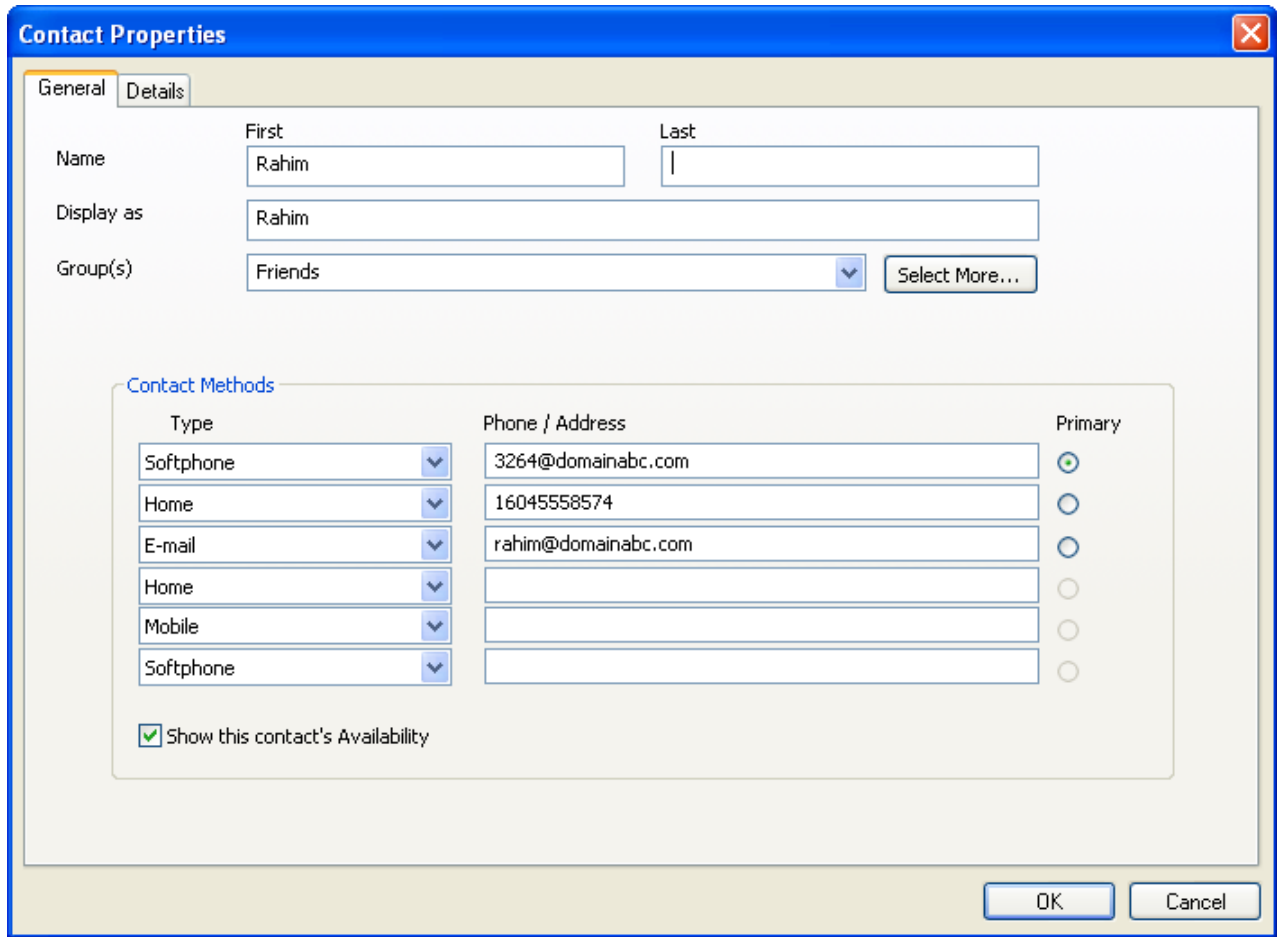 Contact Properties
General Details
First Last
Name Rahim
Display as Rahim
Group(s) Friends Select More...
Contact Methods
Type Phone / Address Primary
Softphone 3264@domainabc.com
Home 16045558574
E-mail rahim@domainabc.com
Home
Mobile
Softphone
Show this contact's Availability
OK Cancel